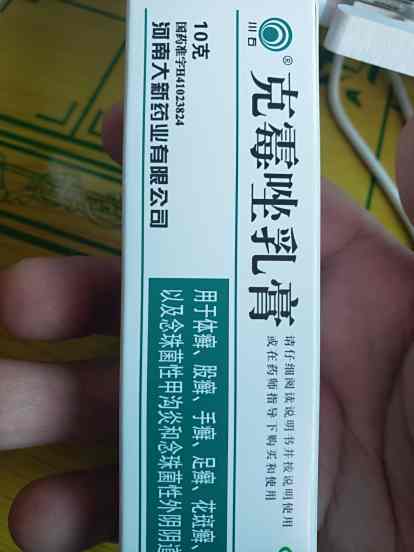 川石®
克霉唑乳膏
请仔细阅读说明书并按说明使用
或在药师指导下购买和使用
10克
国药准字H41023824
河南大新药业有限公司
用于体癣、股癣、手癣、足癣、花斑癣、
以及念珠菌性甲沟炎和念珠菌性外阴阴道